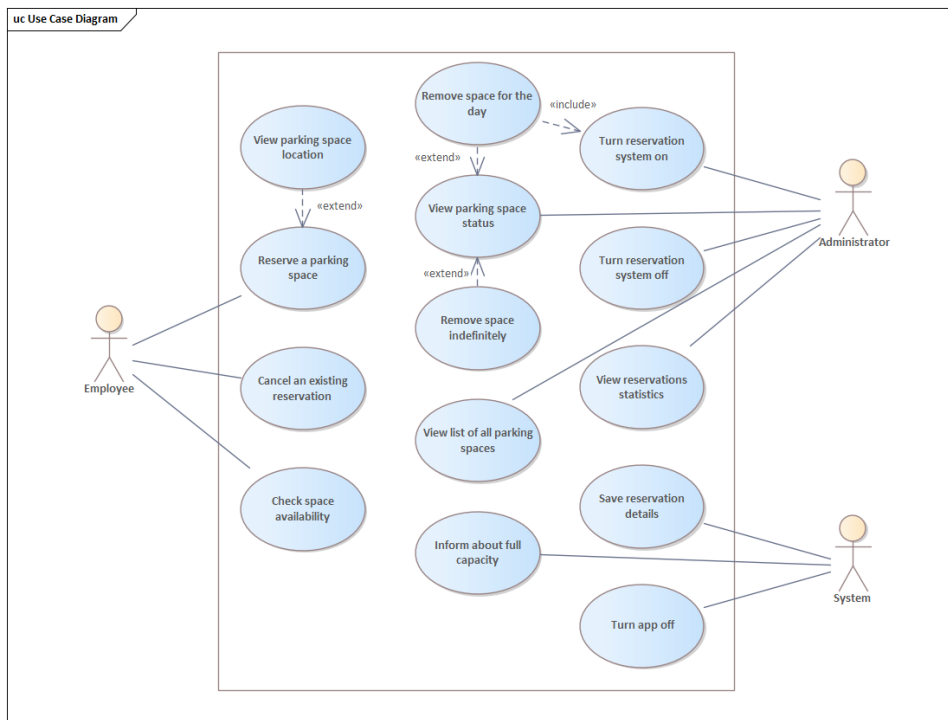 uc Use Case Diagram
Remove space for the
day
«include»
View parking space
location
Turn reservation
system on
«extend»
«extend»
View parking space
status
Administrator
Reserve a parking
space
Turn reservation
system off
«extend»
Remove space
indefinitely
Employee
Cancel an existing
reservation
View reservations
statistics
View list of all parking
spaces
Check space
availability
Save reservation
details
Inform about full
capacity
System
Turn app off